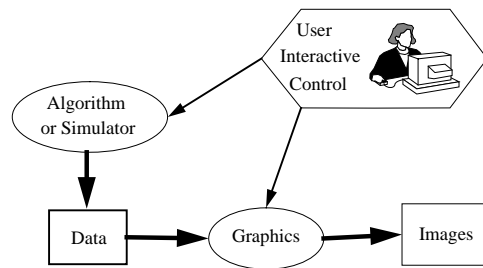 User
Interactive
Control
Algorithm
or Simulator
Data
Graphics
Images